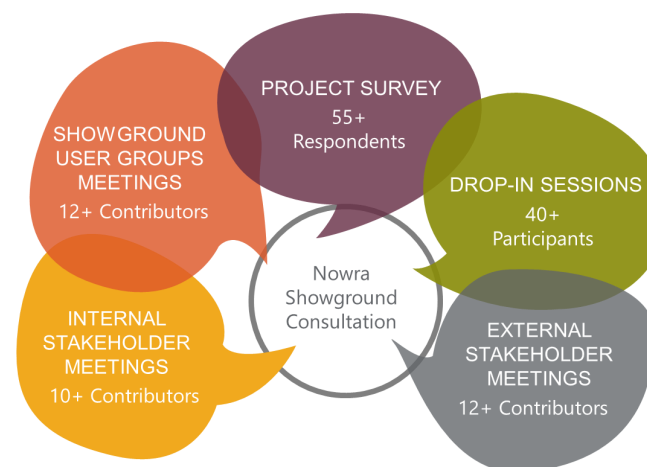 PROJECT SURVEY
55+
Respondents
SHOWGROUND
USER GROUPS
MEETINGS
12+ Contributors
DROP-IN SESSIONS
40+
Participants
Nowra
Showground
Consultation
INTERNAL
STAKEHOLDER
MEETINGS
10+ Contributors
EXTERNAL
STAKEHOLDER
MEETINGS
12+ Contributors